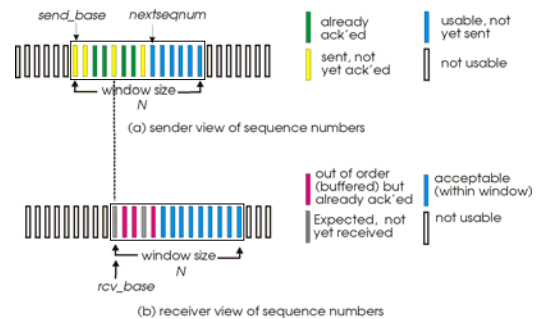 send_base
nextseqnum
already
ack'ed
usable, not
yet sent
sent, not
yet ack'ed
not usable
window size
N
(a) sender view of sequence numbers
out of order
(buffered) but
already ack'ed
acceptable
(within window)
Expected, not
yet received
not usable
window size
N
rcv_base
(b) receiver view of sequence numbers